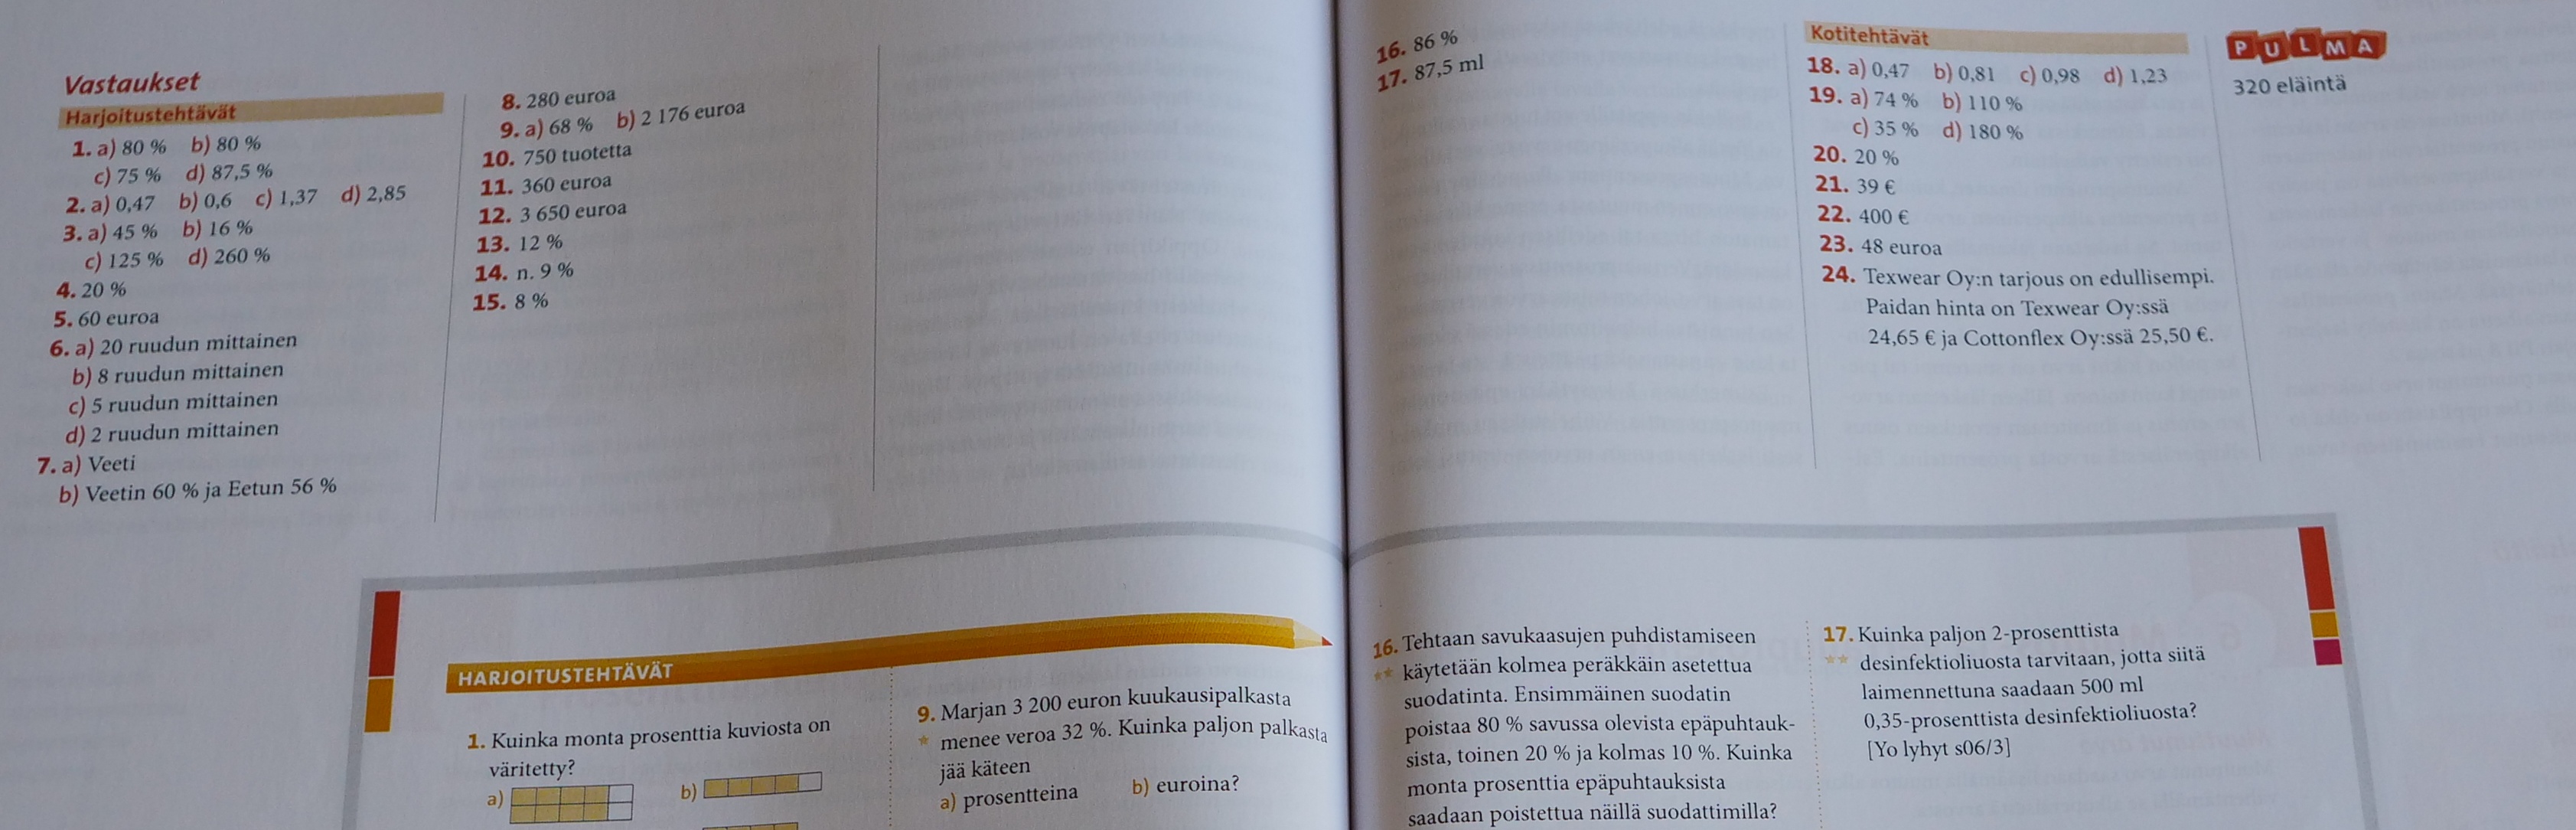 Vastaukset
Harjoitustehtävät
1. a) 80 % b) 80 %
c) 75 % d) 87,5 %
2. a) 0,47 b) 0,6 c) 1,37 d) 2,85
3. a) 45 % b) 16 %
c) 125 % d) 260 %
4. 20 %
5. 60 euroa
6. a) 20 ruudun mittainen
b) 8 ruudun mittainen
c) 5 ruudun mittainen
d) 2 ruudun mittainen
7. a) Veeti
b) Veetin 60 % ja Eetun 56 %
8. 280 euroa
9. a) 68 % b) 2 176 euroa
10. 750 tuotetta
11. 360 euroa
12. 3 650 euroa
13. 12 %
14. n. 9 %
15. 8 %
16. 86 %
17. 87,5 ml
Kotitehtävät
18. a) 0,47 b) 0,81 c) 0,98 d) 1,23
19. a) 74 % b) 110 %
c) 35 % d) 180 %
20. 20 %
21. 39 €
22. 400 €
23. 48 euroa
24. Texwear Oy:n tarjous on edullisempi.
Paidan hinta on Texwear Oy:ssä
24,65 € ja Cottonflex Oy:ssä 25,50 €.
PULMA
320 eläintä
HARJOITUSTEHTÄVÄT
1. Kuinka monta prosenttia kuviosta on
väritetty?
a) b)
9. Marjan 3 200 euron kuukausipalkasta
menee veroa 32 %. Kuinka paljon palkasta
jää käteen
a) prosentteina b) euroina?
16. Tehtaan savukaasujen puhdistamiseen
käytetään kolmea peräkkäin asetettua
suodatinta. Ensimmäinen suodatin
poistaa 80 % savussa olevista epäpuhtauk-
sista, toinen 20 % ja kolmas 10 %. Kuinka
monta prosenttia epäpuhtauksista
saadaan poistettua näillä suodattimilla?
17. Kuinka paljon 2-prosenttista
desinfektioliuosta tarvitaan, jotta siitä
laimennettuna saadaan 500 ml
0,35-prosenttista desinfektioliuosta?
[Yo lyhyt s06/3]